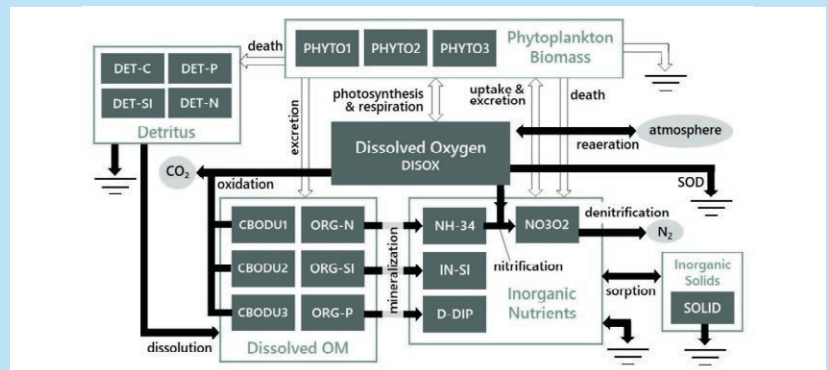 death
PHYTO1
PHYTO2
PHYTO3
Phytoplankton
Biomass
DET-C
DET-P
DET-SI
DET-N
Detritus
photosynthesis
& respiration
uptake &
excretion
death
excretion
Dissolved Oxygen
DISOX
atmosphere
reaeration
CO₂
oxidation
SOD
CBODU1
ORG-N
CBODU2
ORG-SI
CBODU3
ORG-P
Dissolved OM
mineralization
NH-34
NO3O2
denitrification
N₂
nitrification
IN-SI
Inorganic
Nutrients
D-DIP
sorption
Inorganic
Solids
SOLID
dissolution